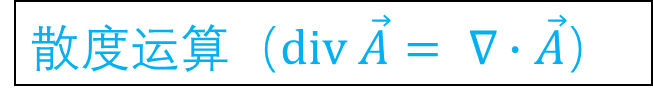 散度运算（div A⃗ = ∇ · A⃗）